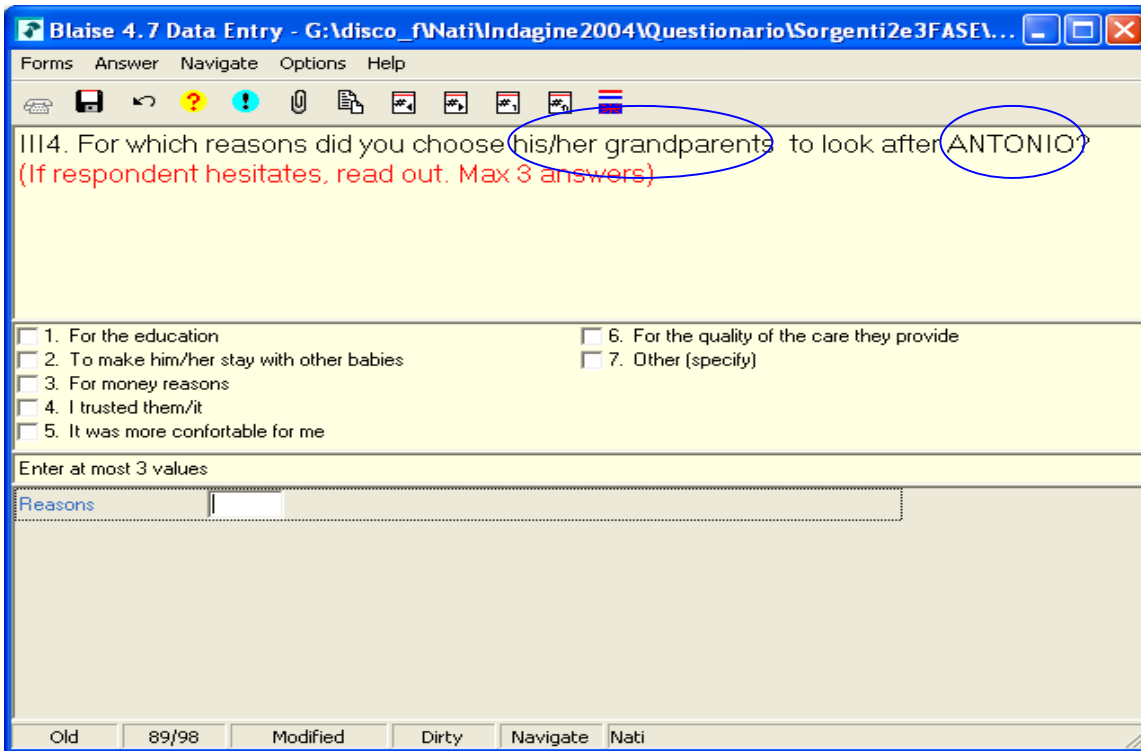 Blaise 4.7 Data Entry - G:\disco_f\Nati\Indagine2004\Questionario\Sorgenti2e3FASE\...
Forms Answer Navigate Options Help
III4. For which reasons did you choose his/her grandparents to look after ANTONIO?
(If respondent hesitates, read out. Max 3 answers)
1. For the education
2. To make him/her stay with other babies
3. For money reasons
4. I trusted them/it
5. It was more confortable for me
6. For the quality of the care they provide
7. Other (specify)
Enter at most 3 values
Reasons
Old 89/98 Modified Dirty Navigate Nati